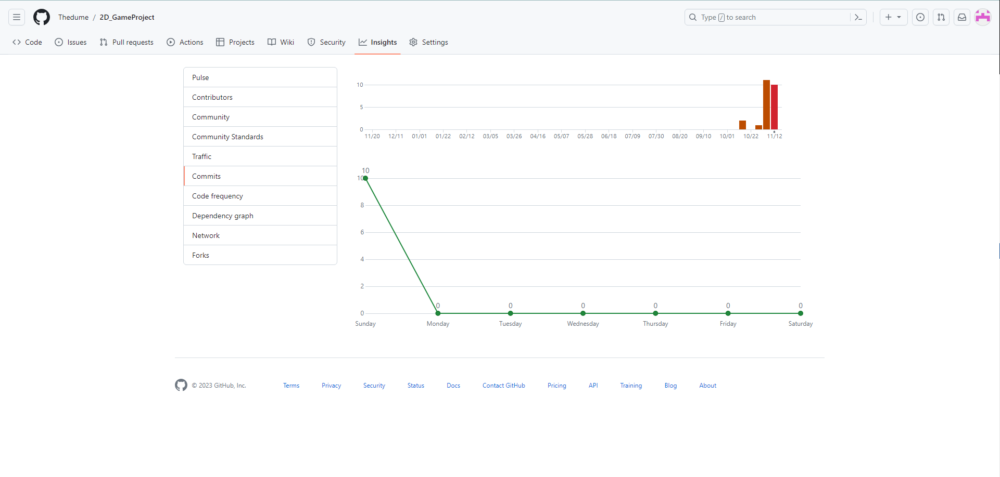 Thedume / 2D_GameProject
Type / to search
Code Issues Pull requests Actions Projects Wiki Security Insights Settings
Pulse
Contributors
Community
Community Standards
Traffic
Commits
Code frequency
Dependency graph
Network
Forks
10
5
0
11/20 12/11 01/01 01/22 02/12 03/05 03/26 04/16 05/07 05/28 06/18 07/09 07/30 08/20 09/10 10/01 10/22 11/12
10
10
8
6
4
2
0 0 0 0 0 0
0
Sunday Monday Tuesday Wednesday Thursday Friday Saturday
© 2023 GitHub, Inc. Terms Privacy Security Status Docs Contact GitHub Pricing API Training Blog About